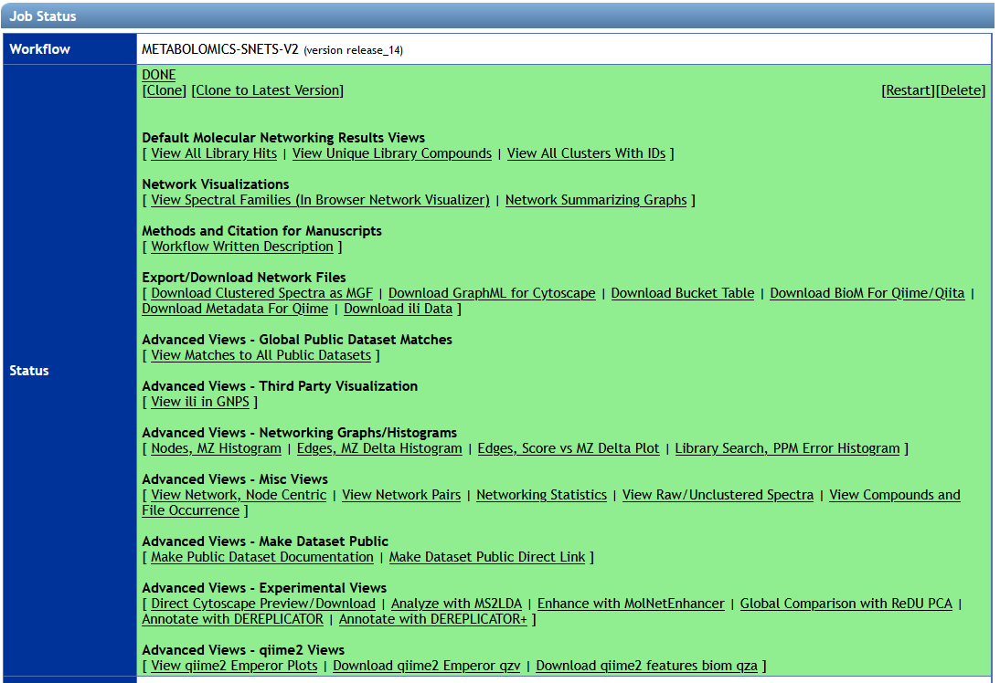 Job Status
Workflow
METABOLOMICS-SNETS-V2 (version release_14)
DONE
[Clone] [Clone to Latest Version]
[Restart][Delete]
Default Molecular Networking Results Views
[ View All Library Hits | View Unique Library Compounds | View All Clusters With IDs ]
Network Visualizations
[ View Spectral Families (In Browser Network Visualizer) | Network Summarizing Graphs ]
Methods and Citation for Manuscripts
[ Workflow Written Description ]
Export/Download Network Files
[ Download Clustered Spectra as MGF | Download GraphML for Cytoscape | Download Bucket Table | Download BioM For Qiime/Qiita |
Download Metadata For Qiime | Download ili Data ]
Advanced Views - Global Public Dataset Matches
[ View Matches to All Public Datasets ]
Status
Advanced Views - Third Party Visualization
[ View ili in GNPS ]
Advanced Views - Networking Graphs/Histograms
[ Nodes, MZ Histogram | Edges, MZ Delta Histogram | Edges, Score vs MZ Delta Plot | Library Search, PPM Error Histogram ]
Advanced Views - Misc Views
[ View Network, Node Centric | View Network Pairs | Networking Statistics | View Raw/Unclustered Spectra | View Compounds and
File Occurrence ]
Advanced Views - Make Dataset Public
[ Make Public Dataset Documentation | Make Dataset Public Direct Link ]
Advanced Views - Experimental Views
[ Direct Cytoscape Preview/Download | Analyze with MS2LDA | Enhance with MolNetEnhancer | Global Comparison with ReDU PCA |
Annotate with DEREPLICATOR | Annotate with DEREPLICATOR+ ]
Advanced Views - qiime2 Views
[ View qiime2 Emperor Plots | Download qiime2 Emperor qzv | Download qiime2 features biom qza ]